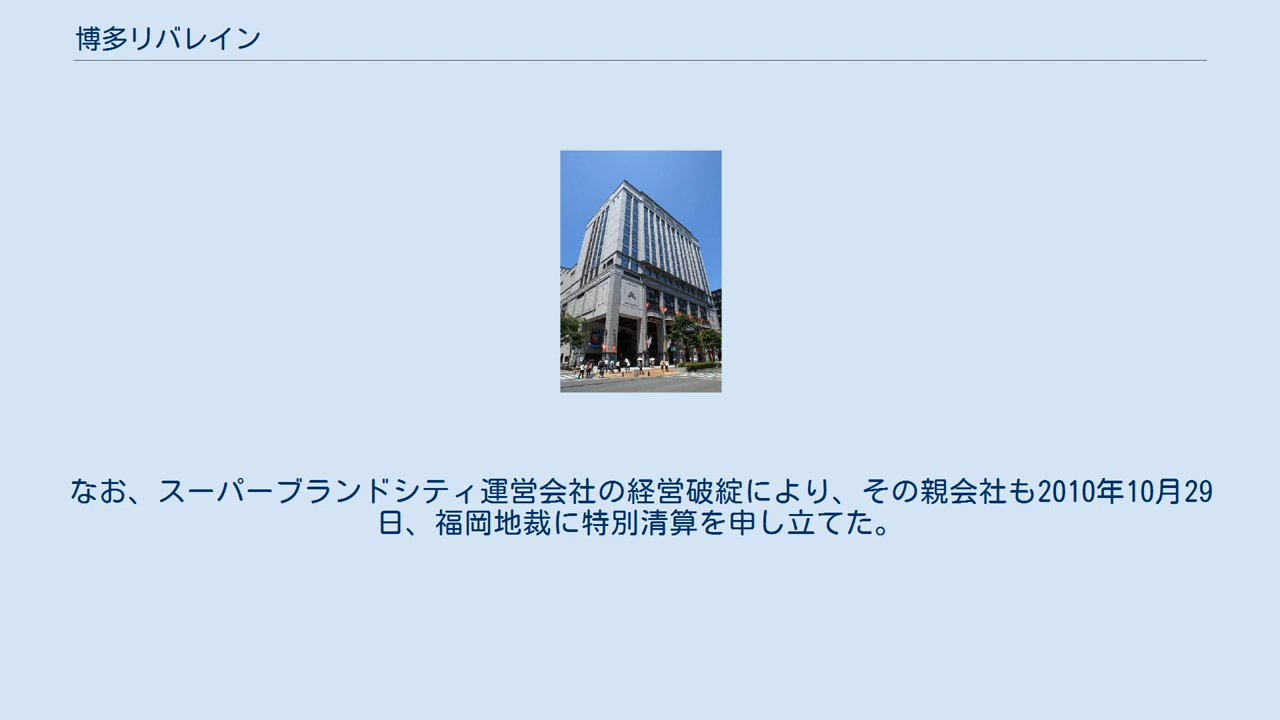 博多リバレイン
なお、スーパーブランドシティ運営会社の経営破綻により、その親会社も2010年10月29
日、福岡地裁に特別清算を申し立てた。